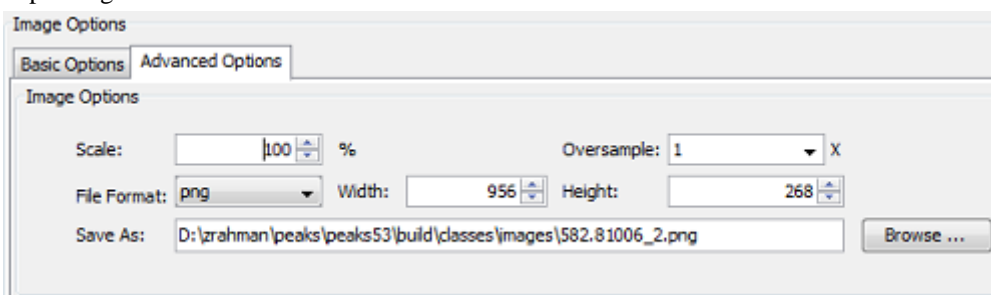 Image Options
Basic Options Advanced Options
Image Options
Scale: 100 % Oversample: 1 X
File Format: png Width: 956 Height: 268
Save As: D:\zrahman\peaks\peaks53\build\classes\images\582.81006_2.png Browse ...